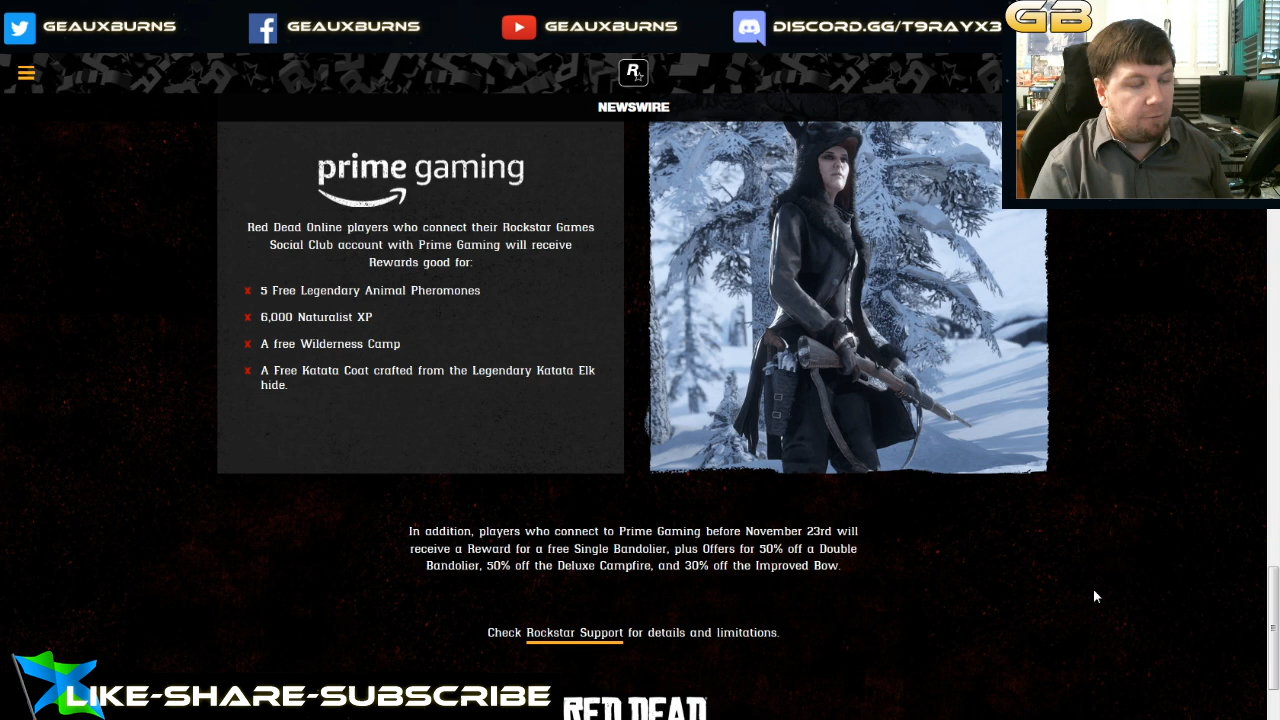 GEAUXBURNS
GEAUXBURNS
GEAUXBURNS
DISCORD.GG/T9RAYX3
GB
R
NEWSWIRE
prime gaming
Red Dead Online players who connect their Rockstar Games
Social Club account with Prime Gaming will receive
Rewards good for:
5 Free Legendary Animal Pheromones
6,000 Naturalist XP
A free Wilderness Camp
A Free Katata Coat crafted from the Legendary Katata Elk
hide.
In addition, players who connect to Prime Gaming before November 23rd will
receive a Reward for a free Single Bandolier, plus Offers for 50% off a Double
Bandolier, 50% off the Deluxe Campfire, and 30% off the Improved Bow.
Check Rockstar Support for details and limitations.
LIKE-SHARE-SUBSCRIBE
RED DEAD